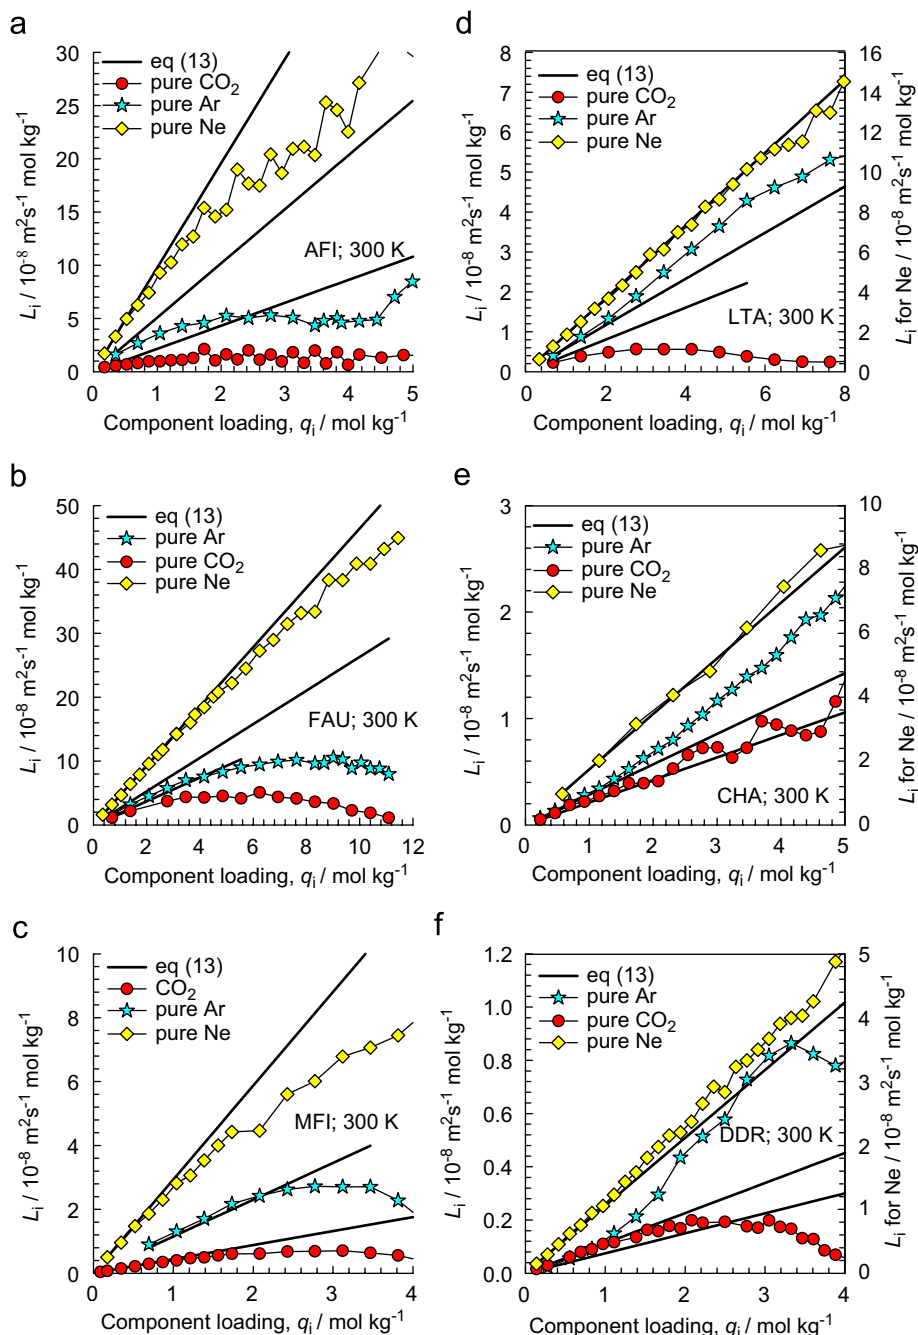 a
30
25
20
15
10
5
0
L_i / 10⁻⁸ m²s⁻¹ mol kg⁻¹
eq (13)
pure CO₂
pure Ar
pure Ne
AFI; 300 K
0 1 2 3 4 5
Component loading, q_i / mol kg⁻¹
d
8
7
6
5
4
3
2
1
0
L_i / 10⁻⁸ m²s⁻¹ mol kg⁻¹
eq (13)
pure CO₂
pure Ar
pure Ne
LTA; 300 K
16
14
12
10
8
6
4
2
0
L_i for Ne / 10⁻⁸ m²s⁻¹ mol kg⁻¹
0 2 4 6 8
Component loading, q_i / mol kg⁻¹
b
50
40
30
20
10
0
L_i / 10⁻⁸ m²s⁻¹ mol kg⁻¹
eq (13)
pure Ar
pure CO₂
pure Ne
FAU; 300 K
0 2 4 6 8 10 12
Component loading, q_i / mol kg⁻¹
e
3
2
1
0
L_i / 10⁻⁸ m²s⁻¹ mol kg⁻¹
eq (13)
pure Ar
pure CO₂
pure Ne
CHA; 300 K
10
8
6
4
2
0
L_i for Ne / 10⁻⁸ m²s⁻¹ mol kg⁻¹
0 1 2 3 4 5
Component loading, q_i / mol kg⁻¹
c
10
8
6
4
2
0
L_i / 10⁻⁸ m²s⁻¹ mol kg⁻¹
eq (13)
CO₂
pure Ar
pure Ne
MFI; 300 K
0 1 2 3 4
Component loading, q_i / mol kg⁻¹
f
1.2
1.0
0.8
0.6
0.4
0.2
0.0
L_i / 10⁻⁸ m²s⁻¹ mol kg⁻¹
eq (13)
pure Ar
pure CO₂
pure Ne
DDR; 300 K
5
4
3
2
1
0
L_i for Ne / 10⁻⁸ m²s⁻¹ mol kg⁻¹
0 1 2 3 4
Component loading, q_i / mol kg⁻¹